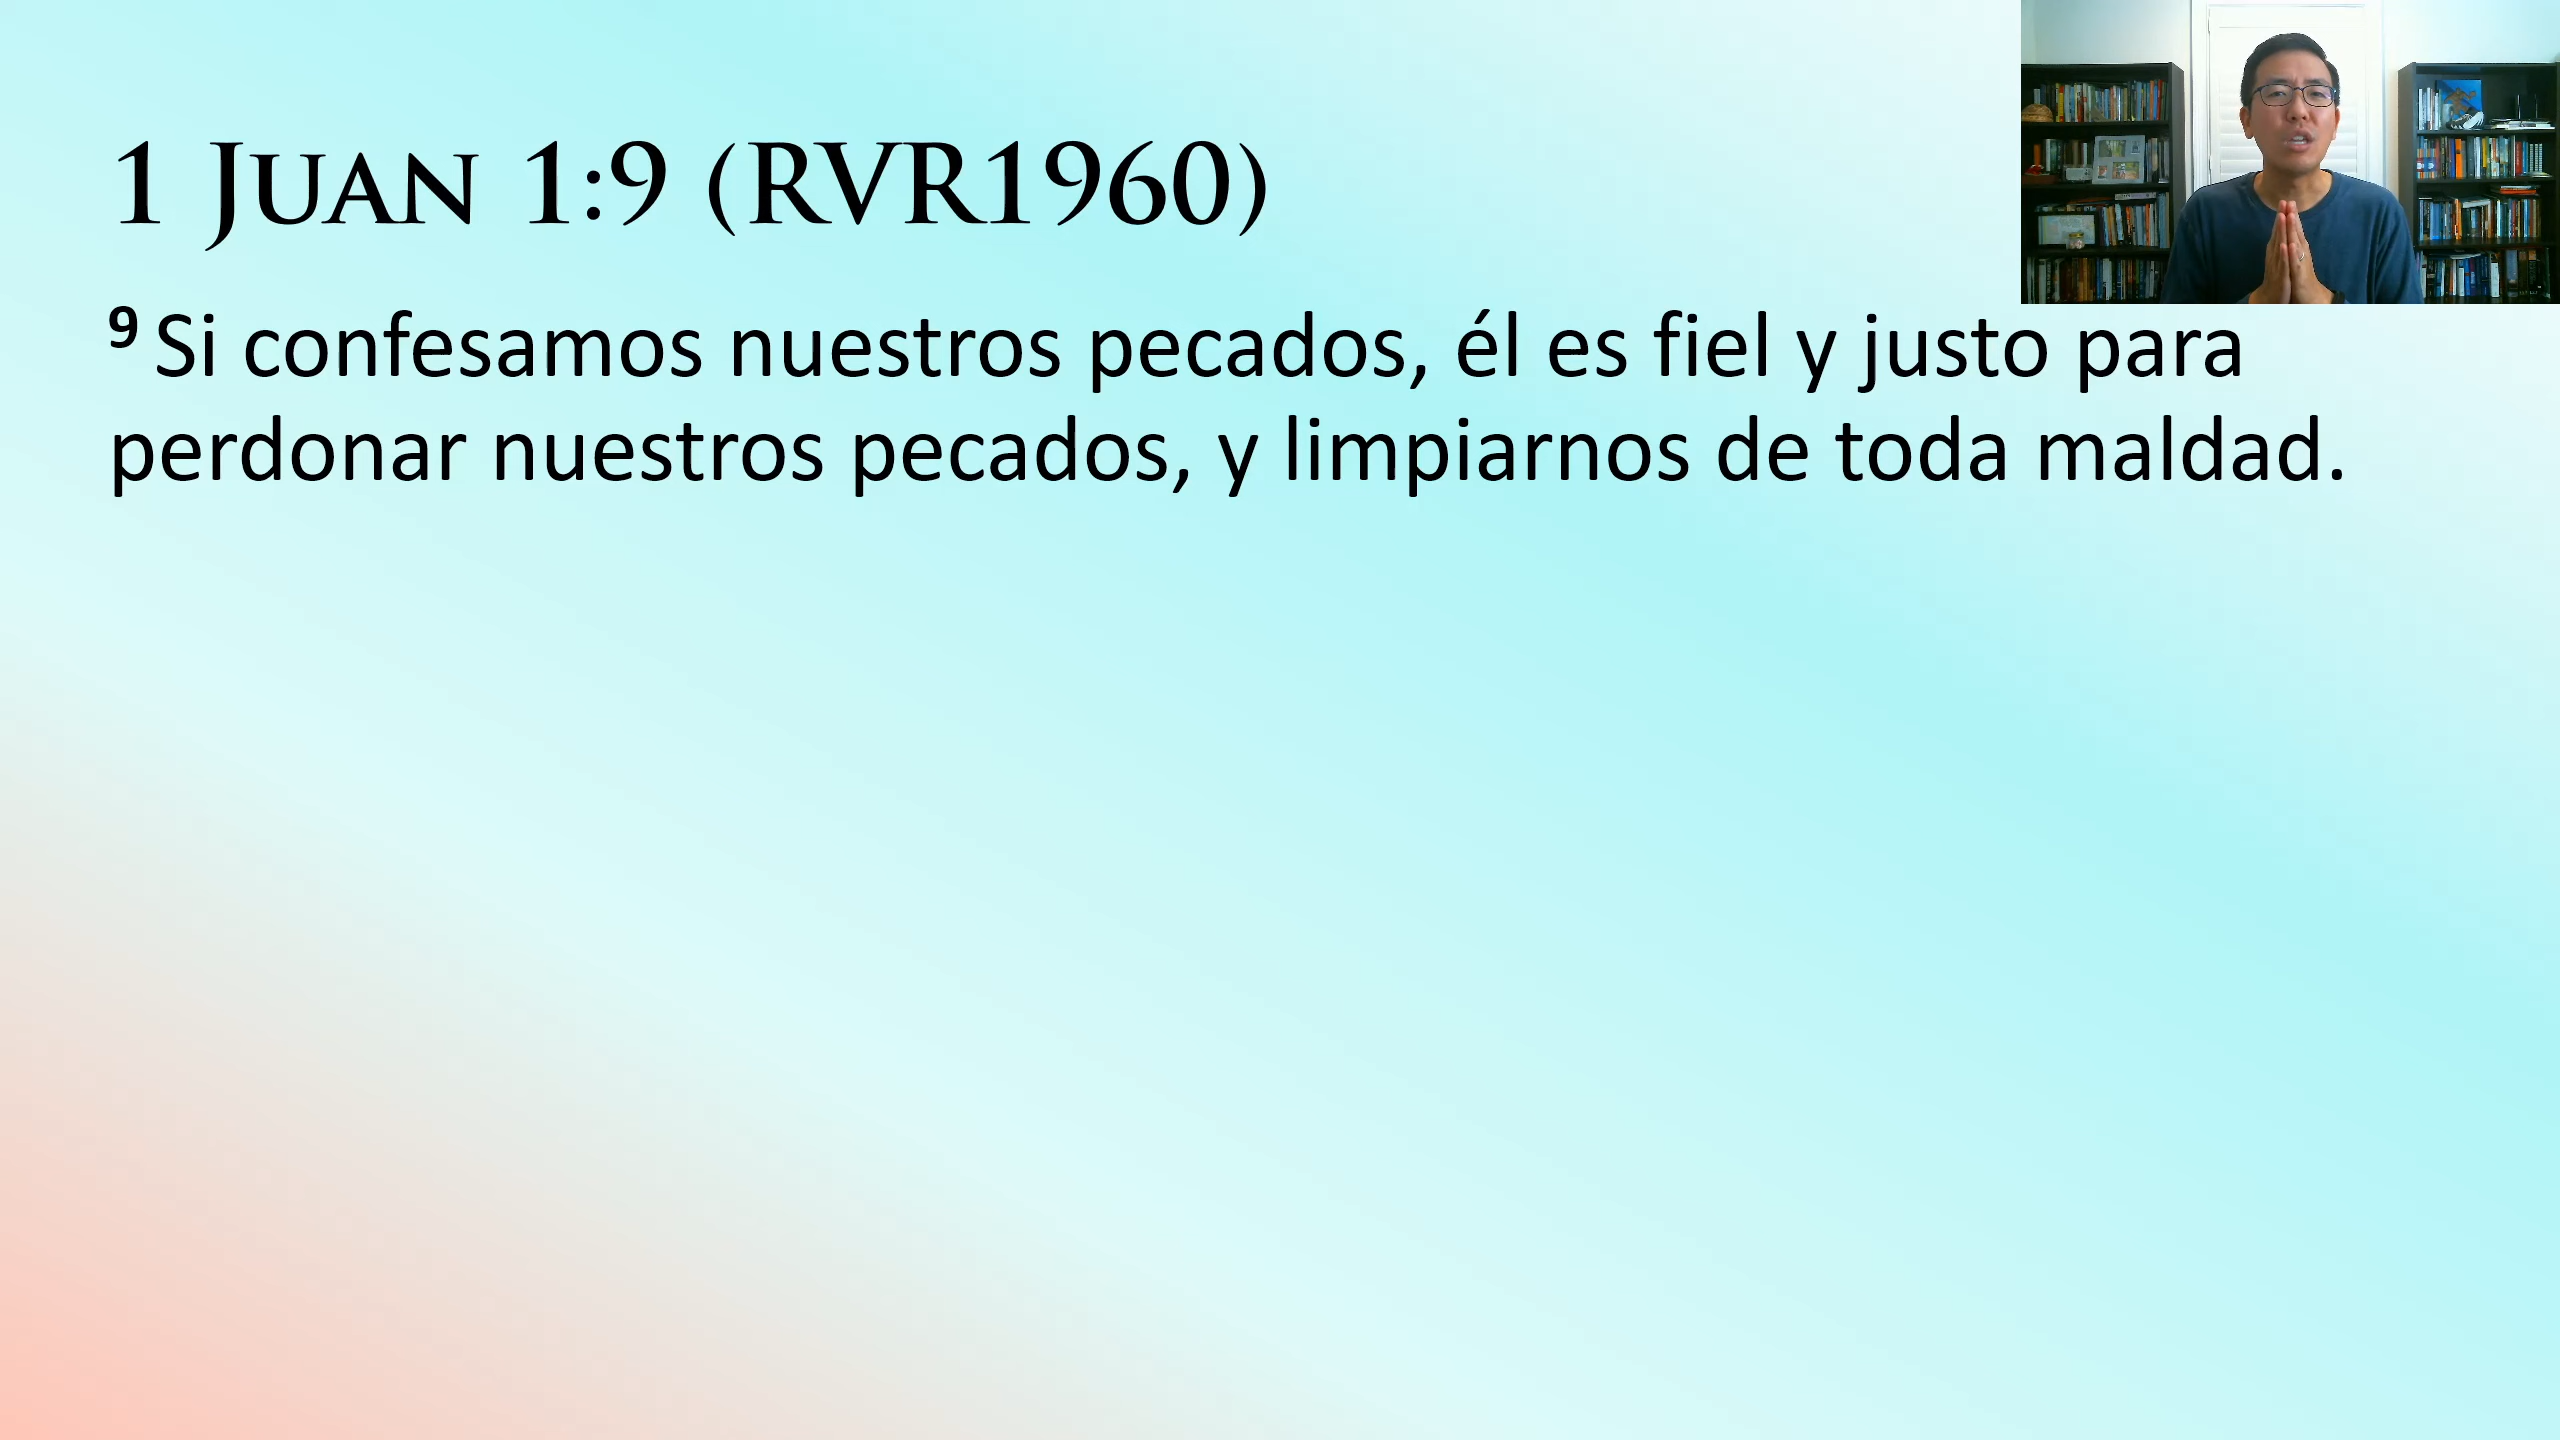 1 Juan 1:9 (RVR1960)
9 Si confesamos nuestros pecados, él es fiel y justo para
perdonar nuestros pecados, y limpiarnos de toda maldad.